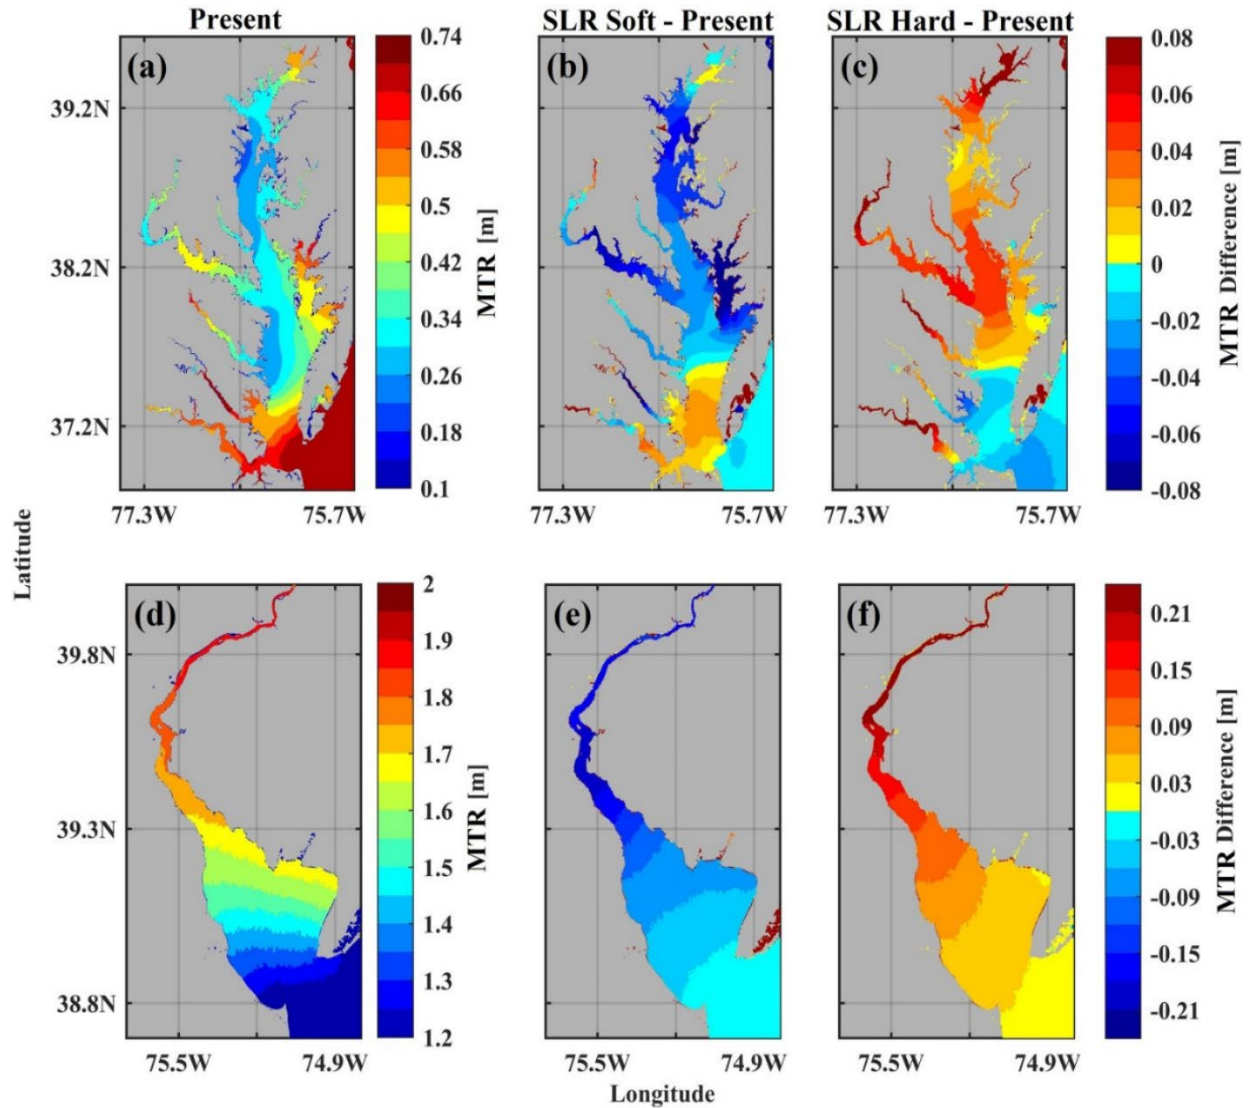 Present
SLR Soft - Present
SLR Hard - Present
(a)
(b)
(c)
39.2N
38.2N
37.2N
0.74
0.66
0.58
0.5
0.42
0.34
0.26
0.18
0.1
MTR [m]
0.08
0.06
0.04
0.02
0
-0.02
-0.04
-0.06
-0.08
MTR Difference [m]
77.3W 75.7W
77.3W 75.7W
77.3W 75.7W
Latitude
(d)
(e)
(f)
39.8N
39.3N
38.8N
2
1.9
1.8
1.7
1.6
1.5
1.4
1.3
1.2
MTR [m]
0.21
0.15
0.09
0.03
-0.03
-0.09
-0.15
-0.21
MTR Difference [m]
75.5W 74.9W
75.5W 74.9W
75.5W 74.9W
Longitude